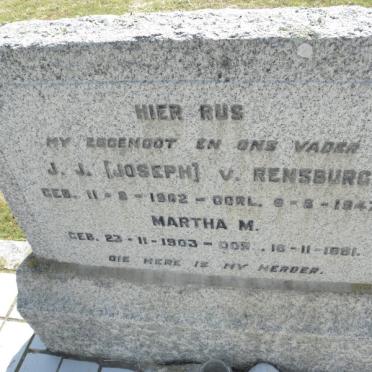 HIER RUS
MY EGGENOOT EN ONS VADER
J. J. [JOSEPH] V. RENSBURG
GEB. 11-8-1902 - OORL. 6-8-1947
MARTHA M.
GEB. 23-11-1903 - OOR. 16-11-1981.
DIE HERE IS MY HERDER.